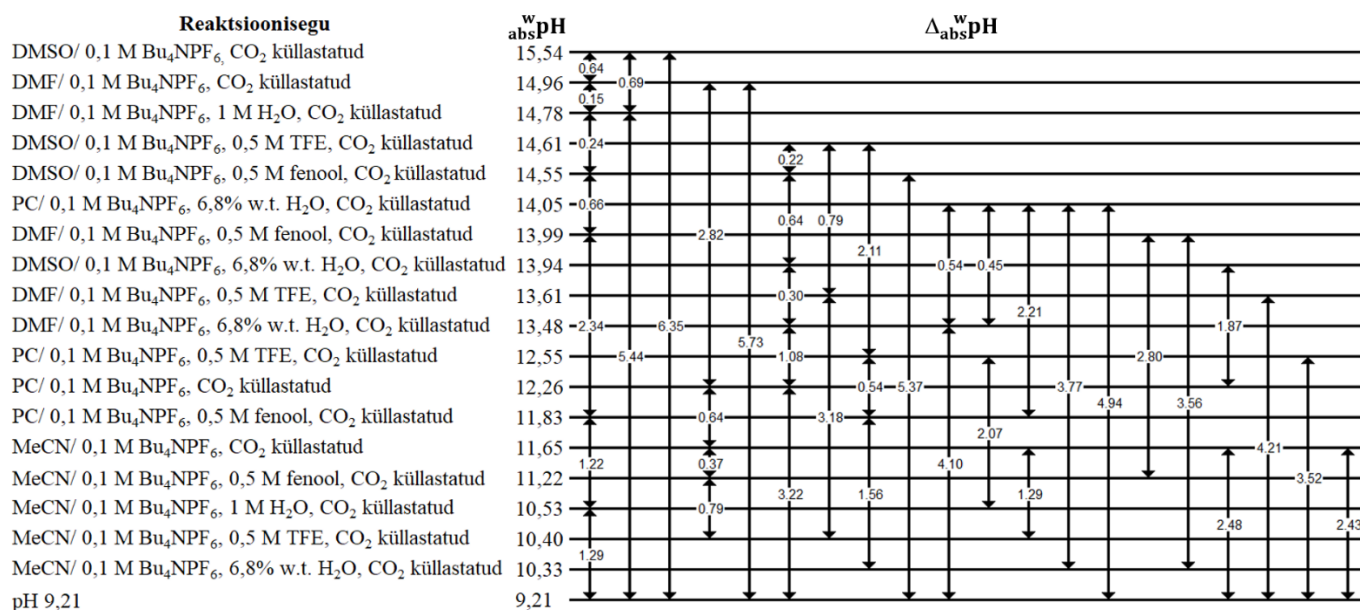 Reaktsioonisegu w abs pH Δ w abs pH
DMSO/ 0,1 M Bu₄NPF₆, CO₂ küllastatud 15,54
0.64
DMF/ 0,1 M Bu₄NPF₆, CO₂ küllastatud 14,96
0.69
0.15
DMF/ 0,1 M Bu₄NPF₆, 1 M H₂O, CO₂ küllastatud 14,78
DMSO/ 0,1 M Bu₄NPF₆, 0,5 M TFE, CO₂ küllastatud 14,61
0.24 0.22
DMSO/ 0,1 M Bu₄NPF₆, 0,5 M fenool, CO₂ küllastatud 14,55
PC/ 0,1 M Bu₄NPF₆, 6,8% w.t. H₂O, CO₂ küllastatud 14,05
0.66
0.64 0.79
DMF/ 0,1 M Bu₄NPF₆, 0,5 M fenool, CO₂ küllastatud 13,99
2.82
2.11
DMSO/ 0,1 M Bu₄NPF₆, 6,8% w.t. H₂O, CO₂ küllastatud 13,94
0.54 0.45
DMF/ 0,1 M Bu₄NPF₆, 0,5 M TFE, CO₂ küllastatud 13,61
0.30
2.21
DMF/ 0,1 M Bu₄NPF₆, 6,8% w.t. H₂O, CO₂ küllastatud 13,48
2.34 6.35 1.87
5.73
PC/ 0,1 M Bu₄NPF₆, 0,5 M TFE, CO₂ küllastatud 12,55
5.44 1.08 2.80
PC/ 0,1 M Bu₄NPF₆, CO₂ küllastatud 12,26
0.54 5.37 3.77
4.94 3.56
PC/ 0,1 M Bu₄NPF₆, 0,5 M fenool, CO₂ küllastatud 11,83
0.64 3.18
2.07
MeCN/ 0,1 M Bu₄NPF₆, CO₂ küllastatud 11,65
4.21
1.22 0.37 4.10
MeCN/ 0,1 M Bu₄NPF₆, 0,5 M fenool, CO₂ küllastatud 11,22
3.52
3.22 1.56 1.29
MeCN/ 0,1 M Bu₄NPF₆, 1 M H₂O, CO₂ küllastatud 10,53
0.79
2.48 2.43
MeCN/ 0,1 M Bu₄NPF₆, 0,5 M TFE, CO₂ küllastatud 10,40
1.29
MeCN/ 0,1 M Bu₄NPF₆, 6,8% w.t. H₂O, CO₂ küllastatud 10,33
pH 9,21 9,21